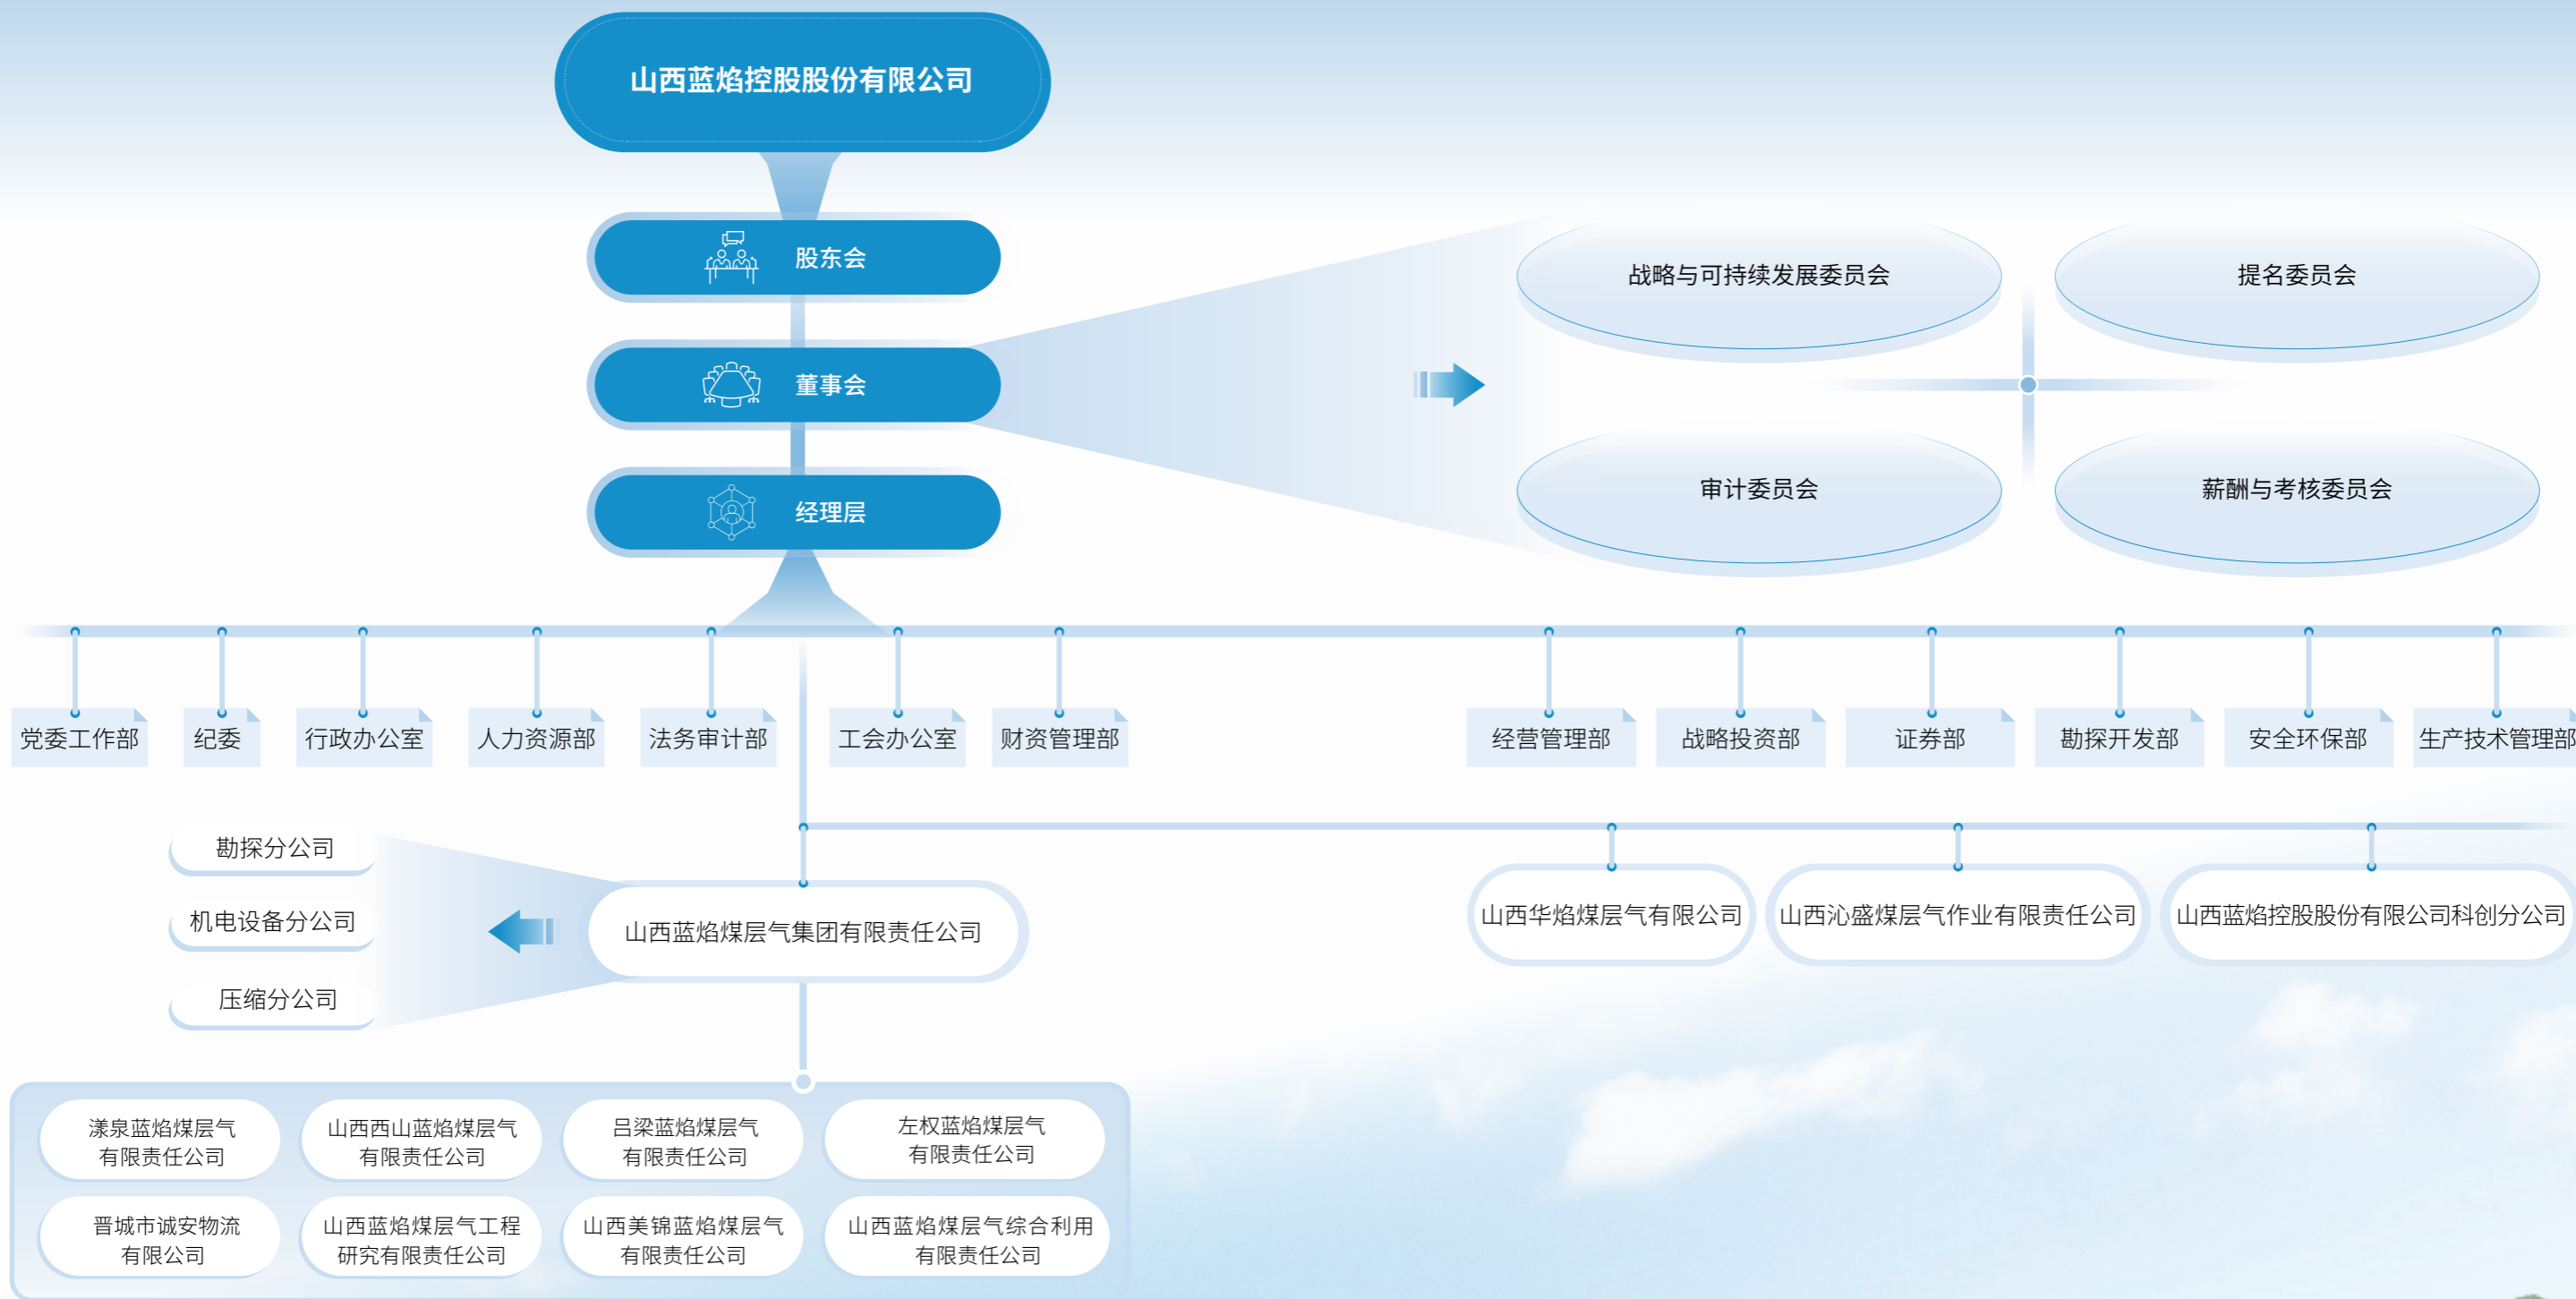 山西蓝焰控股股份有限公司
股东会
董事会
经理层
战略与可持续发展委员会
提名委员会
审计委员会
薪酬与考核委员会
党委工作部
纪委
行政办公室
人力资源部
法务审计部
工会办公室
财资管理部
经营管理部
战略投资部
证券部
勘探开发部
安全环保部
生产技术管理部
勘探分公司
机电设备分公司
压缩分公司
山西蓝焰煤层气集团有限责任公司
山西华焰煤层气有限公司
山西沁盛煤层气作业有限责任公司
山西蓝焰控股股份有限公司科创分公司
漾泉蓝焰煤层气
有限责任公司
山西西山蓝焰煤层气
有限责任公司
吕梁蓝焰煤层气
有限责任公司
左权蓝焰煤层气
有限责任公司
晋城市诚安物流
有限公司
山西蓝焰煤层气工程
研究有限责任公司
山西美锦蓝焰煤层气
有限责任公司
山西蓝焰煤层气综合利用
有限责任公司